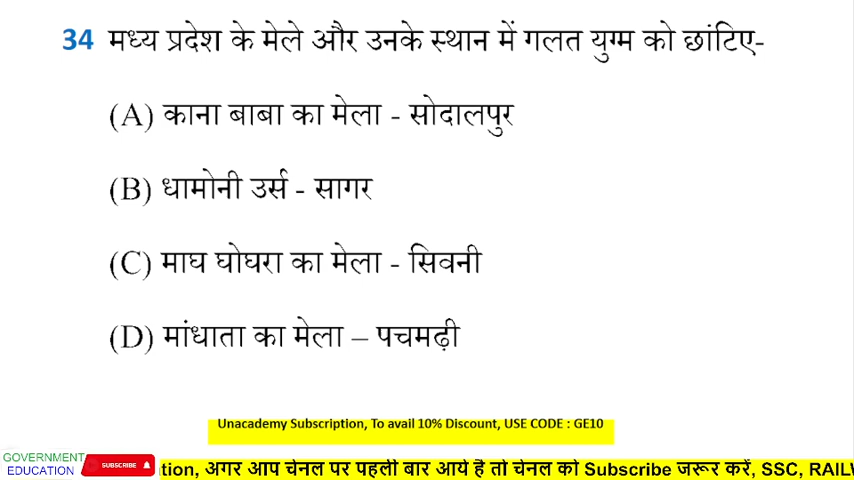 34 मध्य प्रदेश के मेले और उनके स्थान में गलत युग्म को छांटिए-
(A) काना बाबा का मेला - सोदालपुर
(B) धामोनी उर्स - सागर
(C) माघ घोघरा का मेला - सिवनी
(D) मांधाता का मेला – पचमढ़ी
Unacademy Subscription, To avail 10% Discount, USE CODE : GE10
GOVERNMENT
EDUCATION
SUBSCRIBE
tion, अगर आप चेनल पर पहली बार आये है तो चेनल को Subscribe जरूर करें, SSC, RAILW